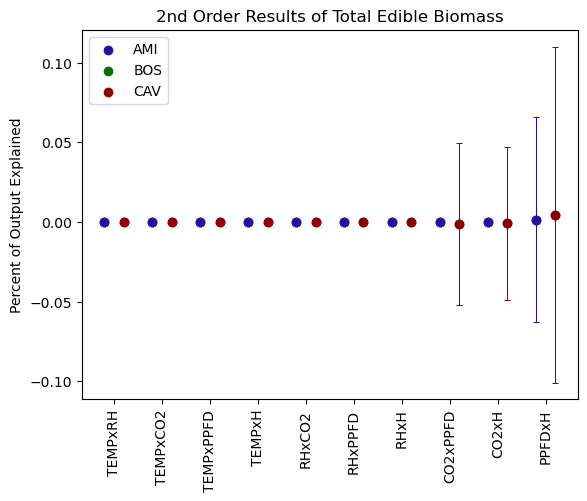 2nd Order Results of Total Edible Biomass
AMI
BOS
CAV
Percent of Output Explained
0.10
0.05
0.00
−0.05
−0.10
TEMPxRH
TEMPxCO2
TEMPxPPFD
TEMPxH
RHxCO2
RHxPPFD
RHxH
CO2xPPFD
CO2xH
PPFDxH